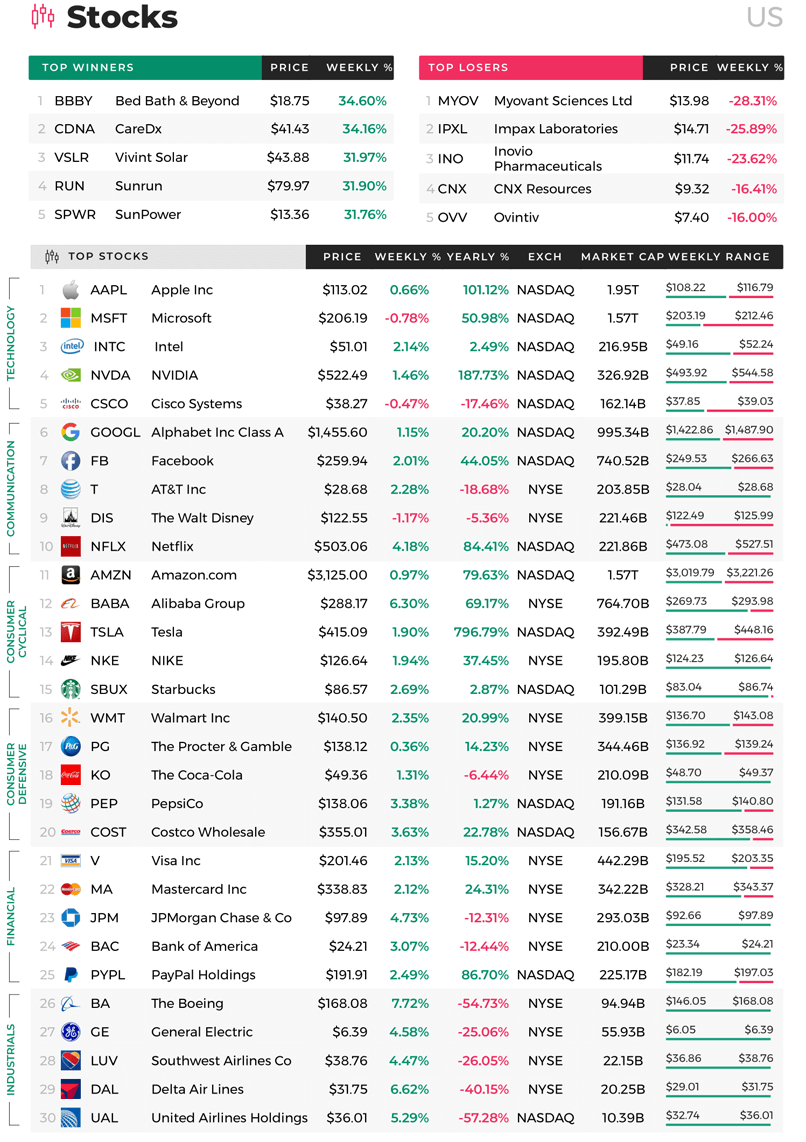 Stocks
US
TOP WINNERS PRICE WEEKLY %
1 BBBY Bed Bath & Beyond $18.75 34.60%
2 CDNA CareDx $41.43 34.16%
3 VSLR Vivint Solar $43.88 31.97%
4 RUN Sunrun $79.97 31.90%
5 SPWR SunPower $13.36 31.76%
TOP LOSERS PRICE WEEKLY %
1 MYOV Myovant Sciences Ltd $13.98 -28.31%
2 IPXL Impax Laboratories $14.71 -25.89%
3 INO Inovio
Pharmaceuticals $11.74 -23.62%
4 CNX CNX Resources $9.32 -16.41%
5 OVV Ovintiv $7.40 -16.00%
TOP STOCKS PRICE WEEKLY % YEARLY % EXCH MARKET CAP WEEKLY RANGE
TECHNOLOGY
1 AAPL Apple Inc $113.02 0.66% 101.12% NASDAQ 1.95T $108.22 $116.79
2 MSFT Microsoft $206.19 -0.78% 50.98% NASDAQ 1.57T $203.19 $212.46
3 intel INTC Intel $51.01 2.14% 2.49% NASDAQ 216.95B $49.16 $52.24
4 NVDA NVIDIA $522.49 1.46% 187.73% NASDAQ 326.92B $493.92 $544.58
5 CISCO CSCO Cisco Systems $38.27 -0.47% -17.46% NASDAQ 162.14B $37.85 $39.03
COMMUNICATION
6 GOOGL Alphabet Inc Class A $1,455.60 1.15% 20.20% NASDAQ 995.34B $1,422.86 $1,487.90
7 FB Facebook $259.94 2.01% 44.05% NASDAQ 740.52B $249.53 $266.63
8 T AT&T Inc $28.68 2.28% -18.68% NYSE 203.85B $28.04 $28.68
9 DIS The Walt Disney $122.55 -1.17% -5.36% NYSE 221.46B $122.49 $125.99
10 NETFLIX NFLX Netflix $503.06 4.18% 84.41% NASDAQ 221.86B $473.08 $527.51
CONSUMER
CYCLICAL
11 AMZN Amazon.com $3,125.00 0.97% 79.63% NASDAQ 1.57T $3,019.79 $3,221.26
12 BABA Alibaba Group $288.17 6.30% 69.17% NYSE 764.70B $269.73 $293.98
13 TSLA Tesla $415.09 1.90% 796.79% NASDAQ 392.49B $387.79 $448.16
14 NKE NIKE $126.64 1.94% 37.45% NYSE 195.80B $124.23 $126.64
15 SBUX Starbucks $86.57 2.69% 2.87% NASDAQ 101.29B $83.04 $86.74
CONSUMER
DEFENSIVE
16 WMT Walmart Inc $140.50 2.35% 20.99% NYSE 399.15B $136.70 $143.08
17 P&G PG The Procter & Gamble $138.12 0.36% 14.23% NYSE 344.46B $136.92 $139.24
18 Coca-Cola KO The Coca-Cola $49.36 1.31% -6.44% NYSE 210.09B $48.70 $49.37
19 PEP PepsiCo $138.06 3.38% 1.27% NASDAQ 191.16B $131.58 $140.80
20 COSTCO COST Costco Wholesale $355.01 3.63% 22.78% NASDAQ 156.67B $342.58 $358.46
FINANCIAL
21 VISA V Visa Inc $201.46 2.13% 15.20% NYSE 442.29B $195.52 $203.35
22 MasterCard MA Mastercard Inc $338.83 2.12% 24.31% NYSE 342.22B $328.21 $343.37
23 JPM JPMorgan Chase & Co $97.89 4.73% -12.31% NYSE 293.03B $92.66 $97.89
24 BAC Bank of America $24.21 3.07% -12.44% NYSE 210.00B $23.34 $24.21
25 PYPL PayPal Holdings $191.91 2.49% 86.70% NASDAQ 225.17B $182.19 $197.03
INDUSTRIALS
26 BA The Boeing $168.08 7.72% -54.73% NYSE 94.94B $146.05 $168.08
27 GE General Electric $6.39 4.58% -25.06% NYSE 55.93B $6.05 $6.39
28 LUV Southwest Airlines Co $38.76 4.47% -26.05% NYSE 22.15B $36.86 $38.76
29 DAL Delta Air Lines $31.75 6.62% -40.15% NYSE 20.25B $29.01 $31.75
30 UAL United Airlines Holdings $36.01 5.29% -57.28% NASDAQ 10.39B $32.74 $36.01